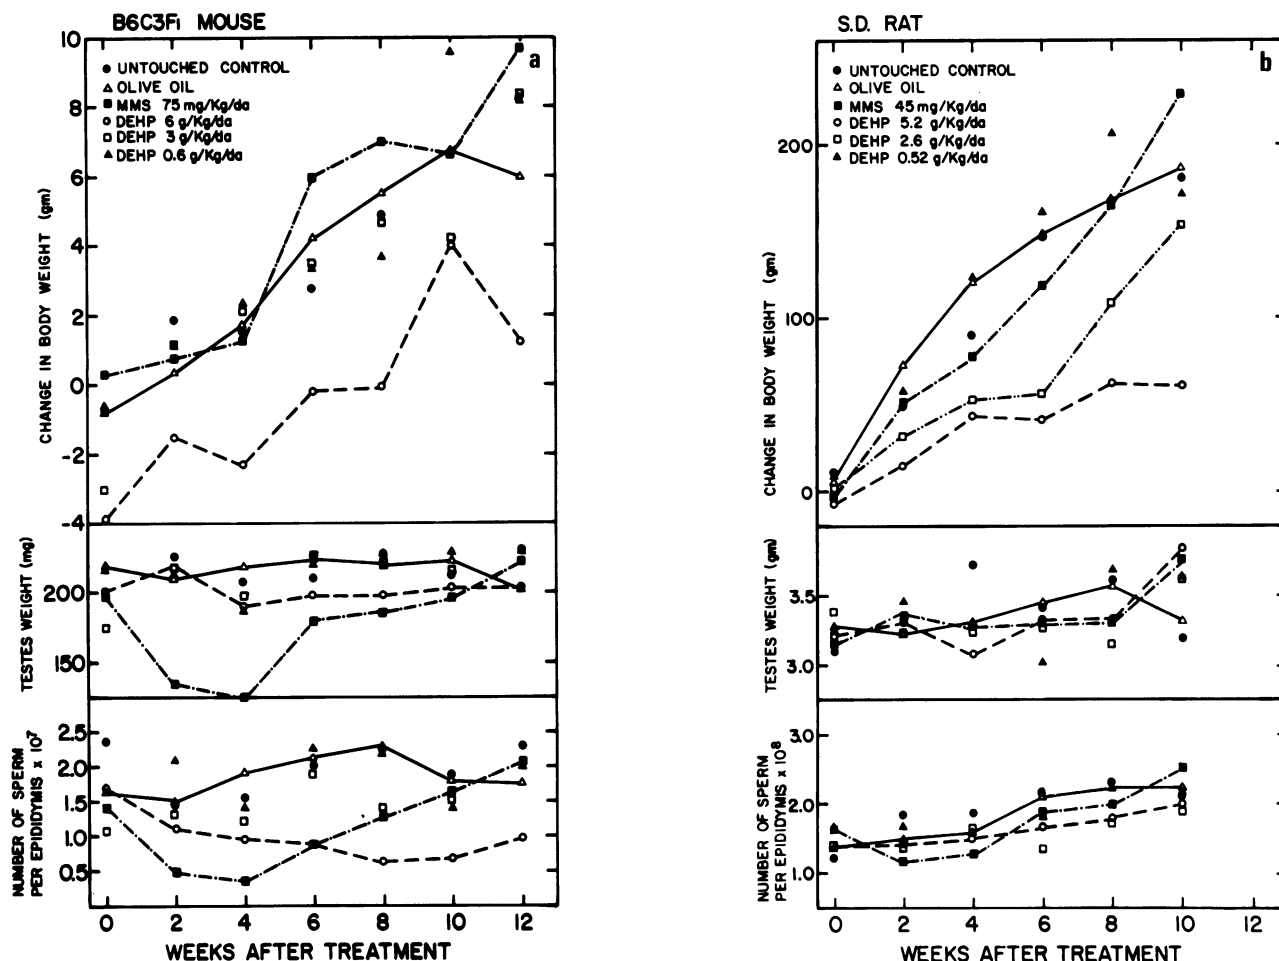 B6C3F1 MOUSE
a
● UNTOUCHED CONTROL
△ OLIVE OIL
■ MMS 75 mg/Kg/da
○ DEHP 6 g/Kg/da
□ DEHP 3 g/Kg/da
▲ DEHP 0.6 g/Kg/da
CHANGE IN BODY WEIGHT (gm)
10
8
6
4
2
0
-2
-4
TESTES WEIGHT (mg)
200
150
NUMBER OF SPERM
PER EPIDIDYMIS x 10⁷
2.5
2.0
1.5
1.0
0.5
0 2 4 6 8 10 12
WEEKS AFTER TREATMENT
S.D. RAT
b
● UNTOUCHED CONTROL
△ OLIVE OIL
■ MMS 45 mg/Kg/da
○ DEHP 5.2 g/Kg/da
□ DEHP 2.6 g/Kg/da
▲ DEHP 0.52 g/Kg/da
CHANGE IN BODY WEIGHT (gm)
200
100
0
TESTES WEIGHT (gm)
3.5
3.0
NUMBER OF SPERM
PER EPIDIDYMIS x 10⁸
3.0
2.0
1.0
0 2 4 6 8 10 12
WEEKS AFTER TREATMENT